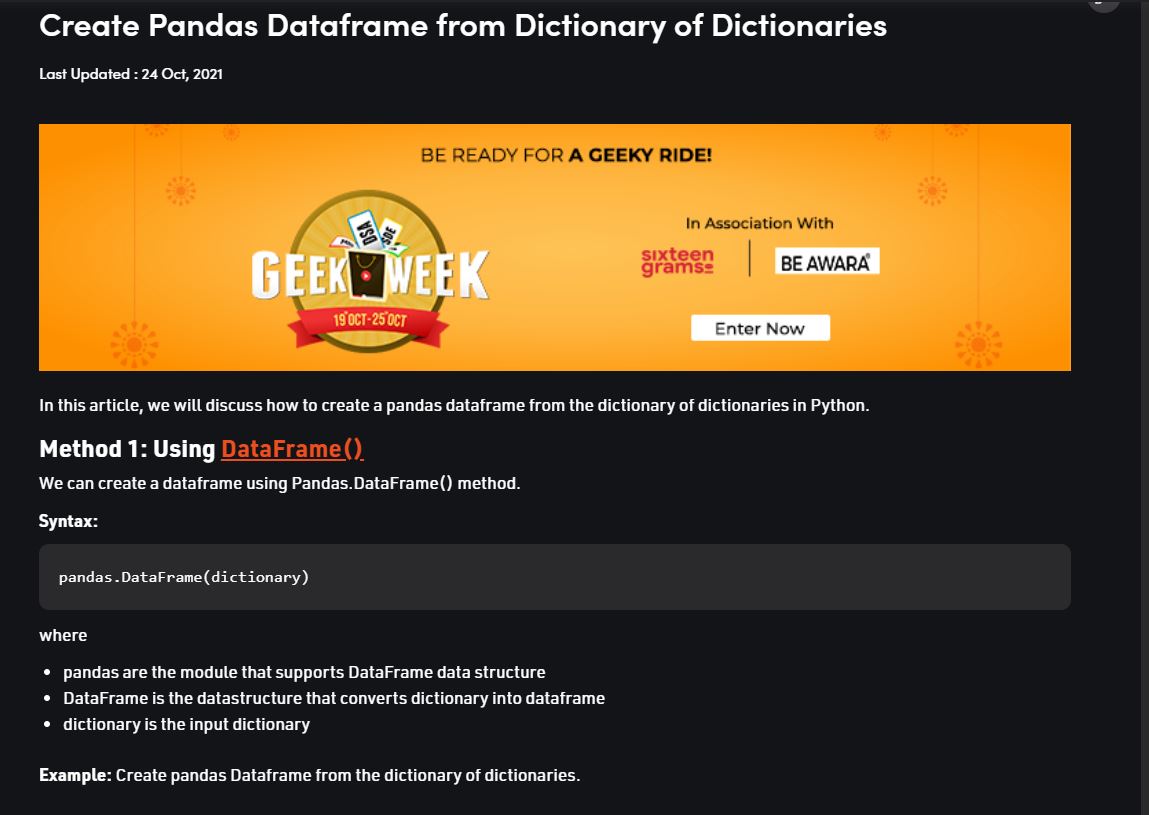 Create Pandas Dataframe from Dictionary of Dictionaries
Last Updated : 24 Oct, 2021
BE READY FOR A GEEKY RIDE!
DSA
SDE
GEEK WEEK
19 OCT-25 OCT
In Association With
sixteen
grams
BE AWARA
Enter Now
In this article, we will discuss how to create a pandas dataframe from the dictionary of dictionaries in Python.
Method 1: Using DataFrame()
We can create a dataframe using Pandas.DataFrame() method.
Syntax:
pandas.DataFrame(dictionary)
where
• pandas are the module that supports DataFrame data structure
• DataFrame is the datastructure that converts dictionary into dataframe
• dictionary is the input dictionary
Example: Create pandas Dataframe from the dictionary of dictionaries.